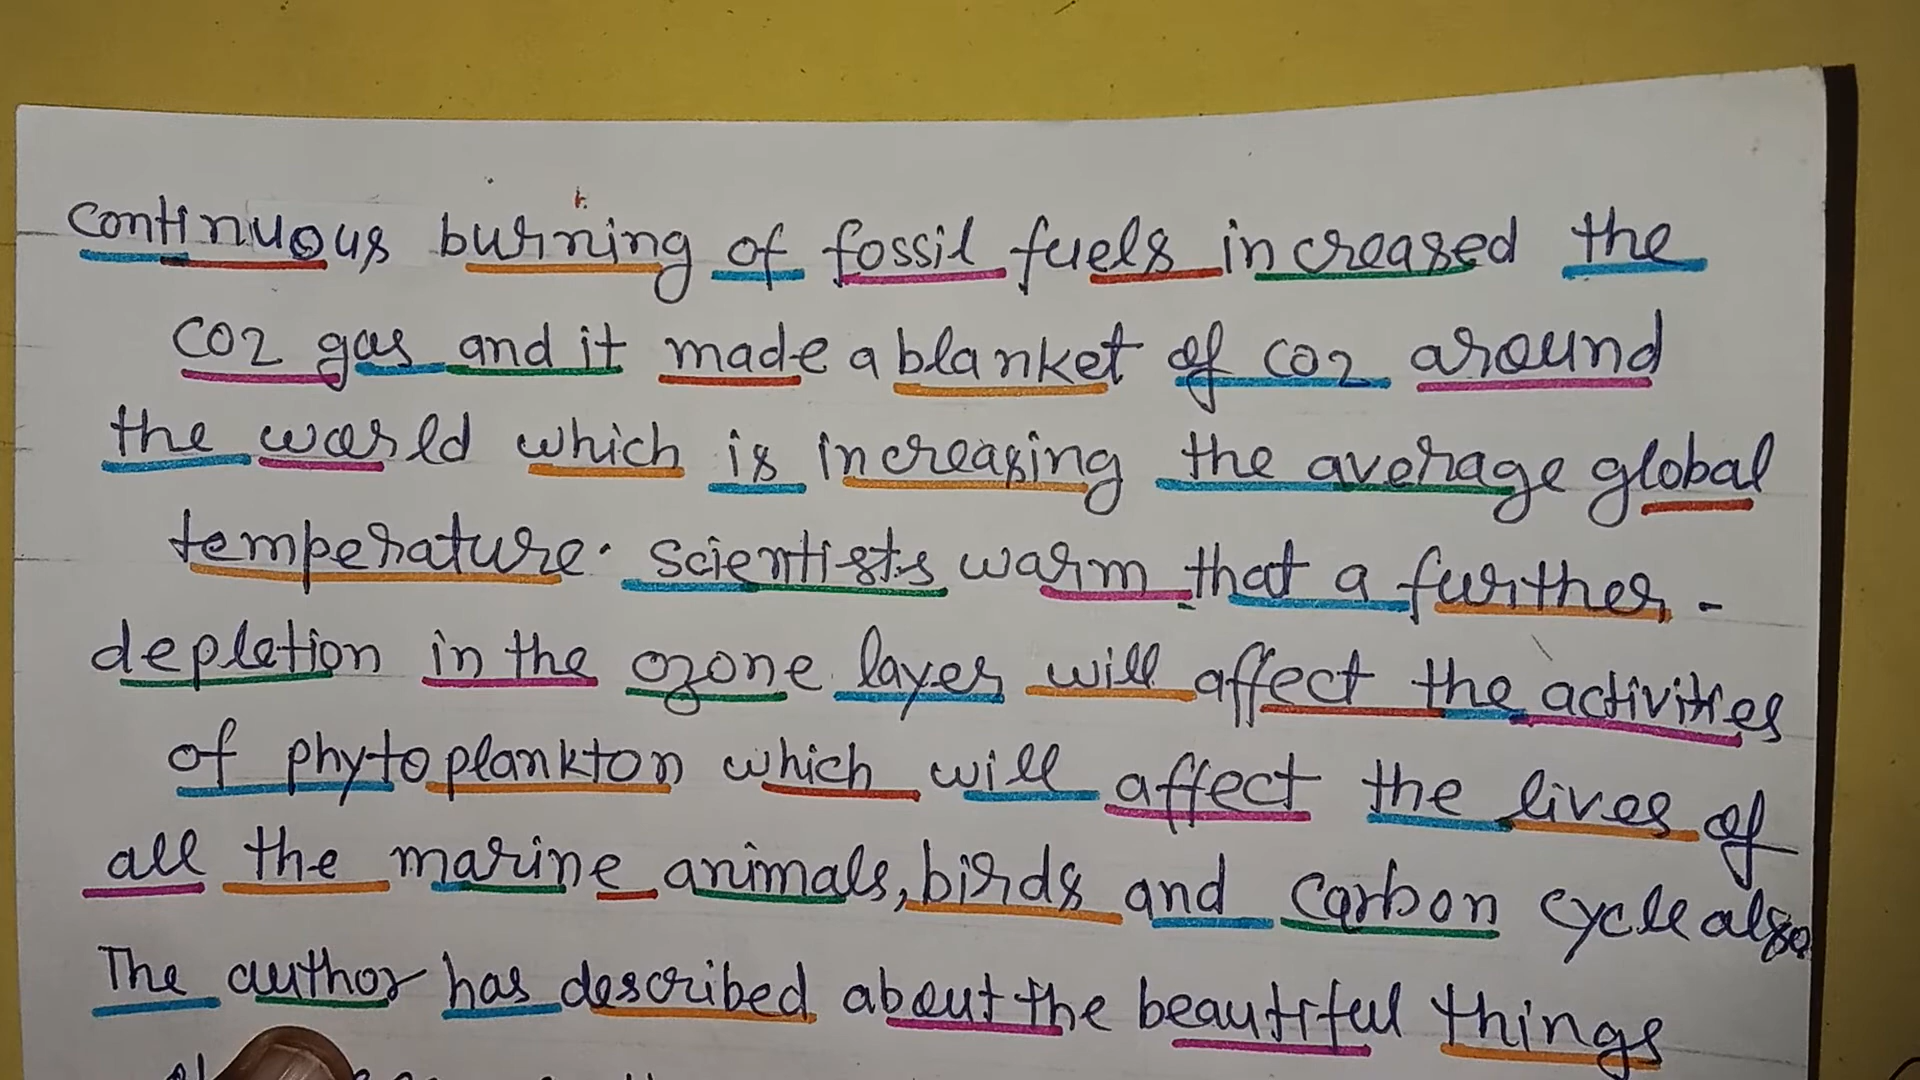 continuous burning of fossil fuels increased the
CO2 gas and it made a blanket of CO2 around
the world which is increasing the average global
temperature. Scientists warm that a further -
depletion in the ozone layer will affect the activities
of phytoplankton which will affect the lives of
all the marine animals, birds and carbon cycle also
The author has described about the beautiful things